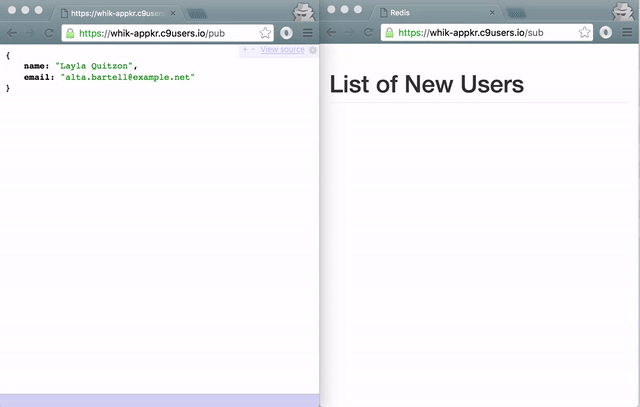 https://whik-appkr.c9users
https://whik-appkr.c9users.io/pub
+ - View source
{
name: "Layla Quitzon",
email: "alta.bartell@example.net"
}
Redis
https://whik-appkr.c9users.io/sub
List of New Users